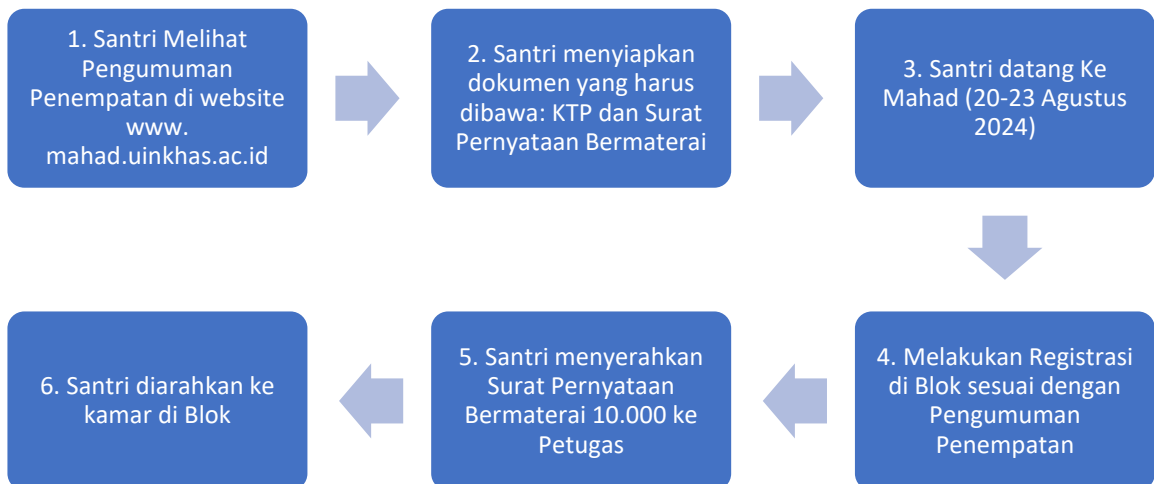 1. Santri Melihat
Pengumuman
Penempatan di website
www.
mahad.uinkhas.ac.id
2. Santri menyiapkan
dokumen yang harus
dibawa: KTP dan Surat
Pernyataan Bermaterai
3. Santri datang Ke
Mahad (20-23 Agustus
2024)
4. Melakukan Registrasi
di Blok sesuai dengan
Pengumuman
Penempatan
5. Santri menyerahkan
Surat Pernyataan
Bermaterai 10.000 ke
Petugas
6. Santri diarahkan ke
kamar di Blok